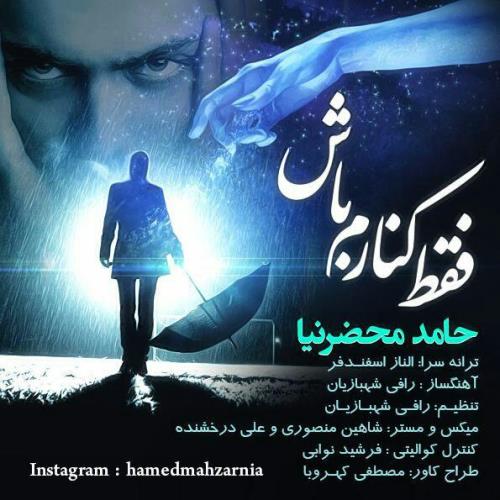 فقط کنارم باش
حامد محضرنیا
ترانه سرا: الناز اسفندفر
آهنگساز : رافی شهبازیان
تنظیم: رافی شهبازیان
میکس و مستر: شاهین منصوری و علی درخشنده
کنترل کوالیتی : فرشید نوابی
طراح کاور: مصطفی کهروبا
Instagram : hamedmahzarnia